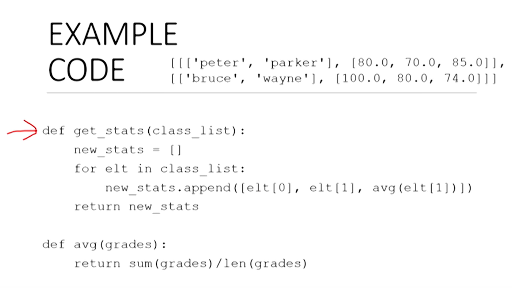 EXAMPLE
CODE
[[['peter', 'parker'], [80.0, 70.0, 85.0]],
[['bruce', 'wayne'], [100.0, 80.0, 74.0]]]
def get_stats(class_list):
    new_stats = []
    for elt in class_list:
        new_stats.append([elt[0], elt[1], avg(elt[1])])
    return new_stats
def avg(grades):
    return sum(grades)/len(grades)